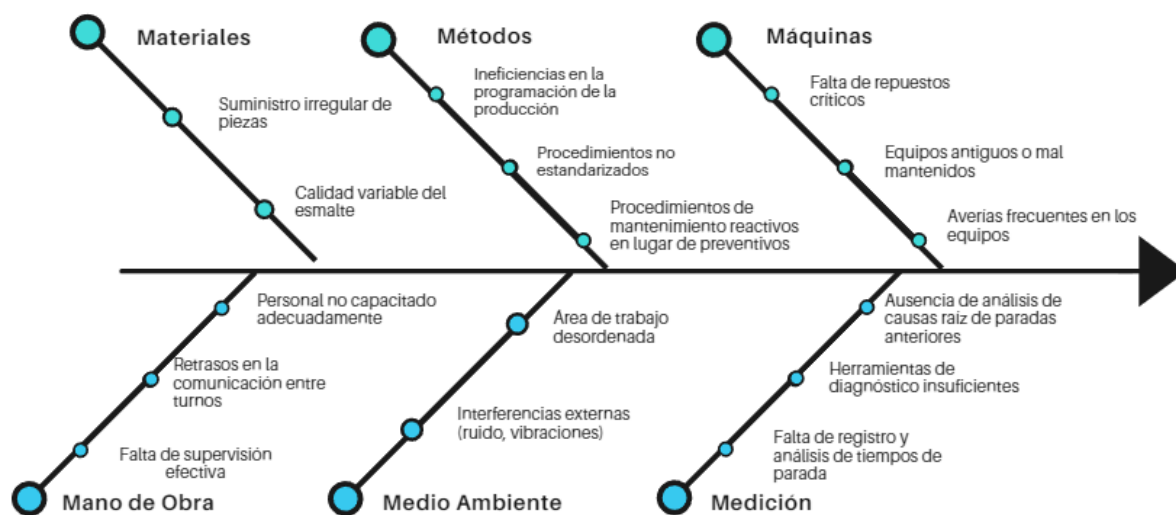 Materiales
Suministro irregular de
piezas
Calidad variable del
esmalte
Métodos
Ineficiencias en la
programación de la
producción
Procedimientos no
estandarizados
Procedimientos de
mantenimiento reactivos
en lugar de preventivos
Máquinas
Falta de repuestos
críticos
Equipos antiguos o mal
mantenidos
Averías frecuentes en los
equipos
Personal no capacitado
adecuadamente
Retrasos en la
comunicación entre
turnos
Falta de supervisión
efectiva
Mano de Obra
Área de trabajo
desordenada
Interferencias externas
(ruido, vibraciones)
Medio Ambiente
Ausencia de análisis de
causas raíz de paradas
anteriores
Herramientas de
diagnóstico insuficientes
Falta de registro y
análisis de tiempos de
parada
Medición